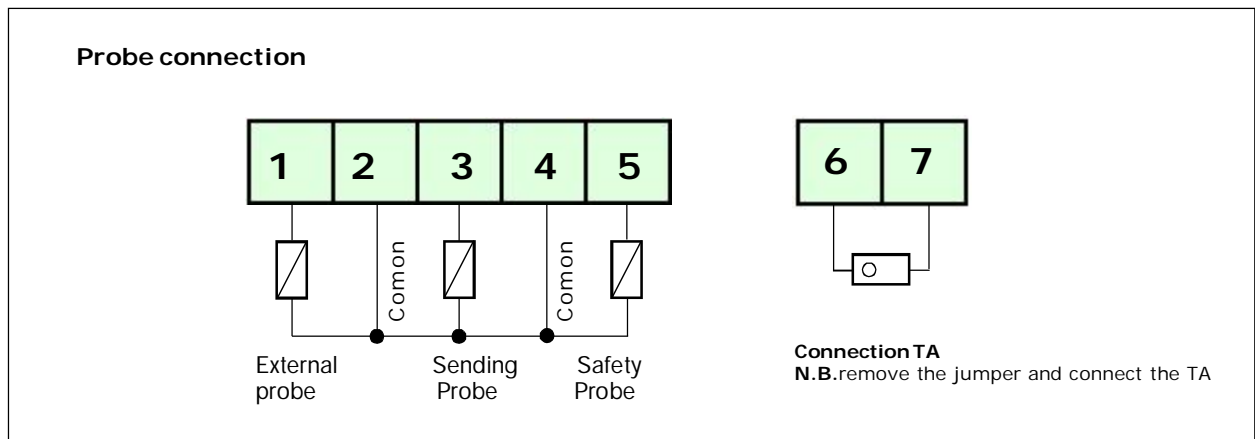 Probe connection
1 2 3 4 5
6 7
Comon
Comon
External probe
Sending Probe
Safety Probe
Connection TA
N.B.remove the jumper and connect the TA